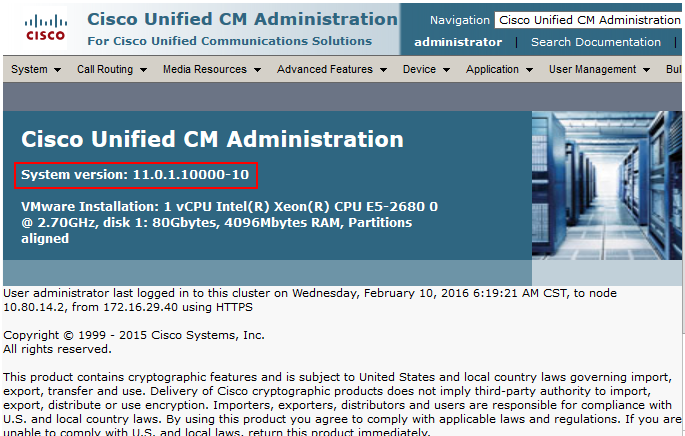 CISCO
Cisco Unified CM Administration
For Cisco Unified Communications Solutions
Navigation Cisco Unified CM Administration
administrator | Search Documentation |
System Call Routing Media Resources Advanced Features Device Application User Management Bul
Cisco Unified CM Administration
System version: 11.0.1.10000-10
VMware Installation: 1 vCPU Intel(R) Xeon(R) CPU E5-2680 0
@ 2.70GHz, disk 1: 80Gbytes, 4096Mbytes RAM, Partitions
aligned
User administrator last logged in to this cluster on Wednesday, February 10, 2016 6:19:21 AM CST, to node
10.80.14.2, from 172.16.29.40 using HTTPS
Copyright © 1999 - 2015 Cisco Systems, Inc.
All rights reserved.
This product contains cryptographic features and is subject to United States and local country laws governing import,
export, transfer and use. Delivery of Cisco cryptographic products does not imply third-party authority to import,
export, distribute or use encryption. Importers, exporters, distributors and users are responsible for compliance with
U.S. and local country laws. By using this product you agree to comply with applicable laws and regulations. If you are
unable to comply with U.S. and local laws, return this product immediately.